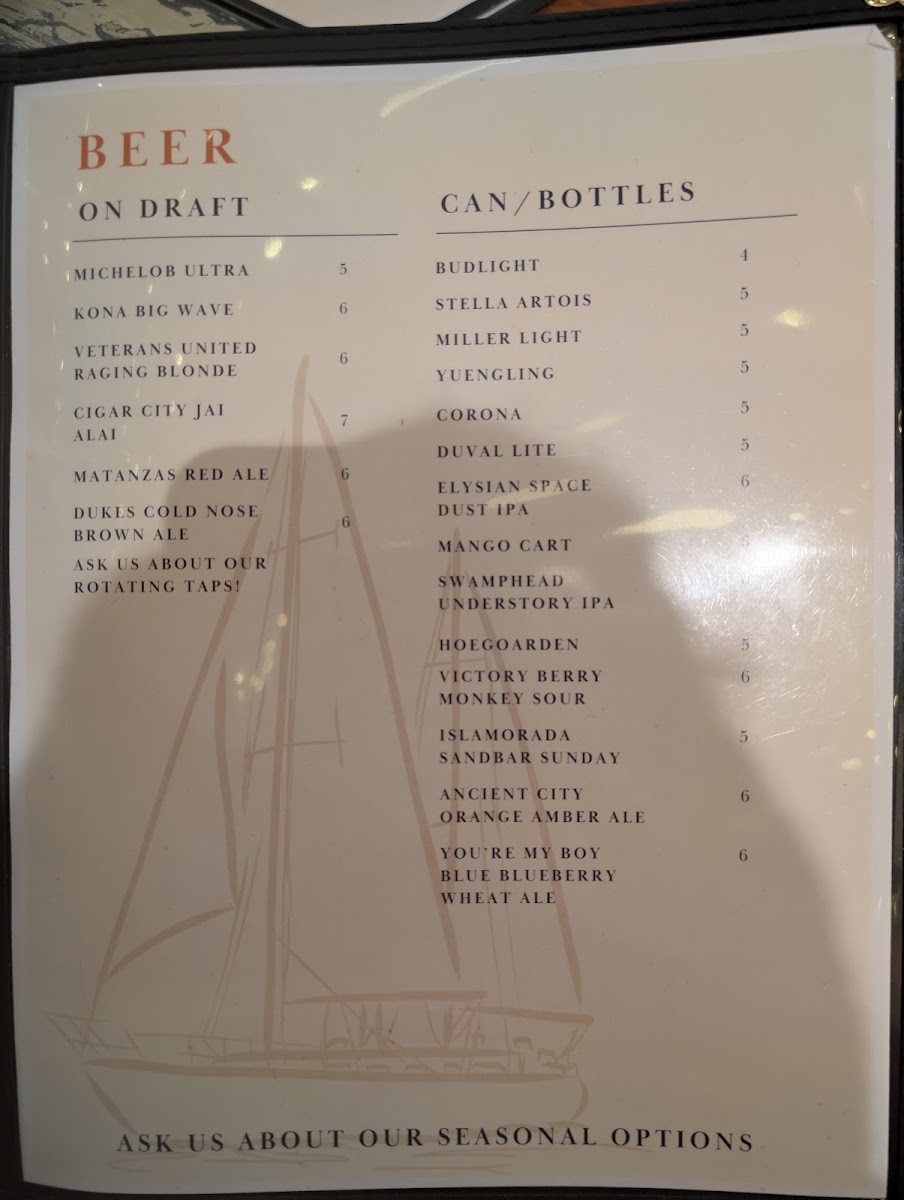 BEER
ON DRAFT
MICHELOB ULTRA 5
KONA BIG WAVE 6
VETERANS UNITED
RAGING BLONDE 6
CIGAR CITY JAI
ALAI 7
MATANZAS RED ALE 6
DUKES COLD NOSE
BROWN ALE 6
ASK US ABOUT OUR
ROTATING TAPS!
CAN/BOTTLES
BUDLIGHT 4
STELLA ARTOIS 5
MILLER LIGHT 5
YUENGLING 5
CORONA 5
DUVAL LITE 5
ELYSIAN SPACE 6
DUST IPA
MANGO CART
SWAMPHEAD
UNDERSTORY IPA
HOEGOARDEN 5
VICTORY BERRY 6
MONKEY SOUR
ISLAMORADA 5
SANDBAR SUNDAY
ANCIENT CITY 6
ORANGE AMBER ALE
YOU'RE MY BOY 6
BLUE BLUEBERRY
WHEAT ALE
ASK US ABOUT OUR SEASONAL OPTIONS